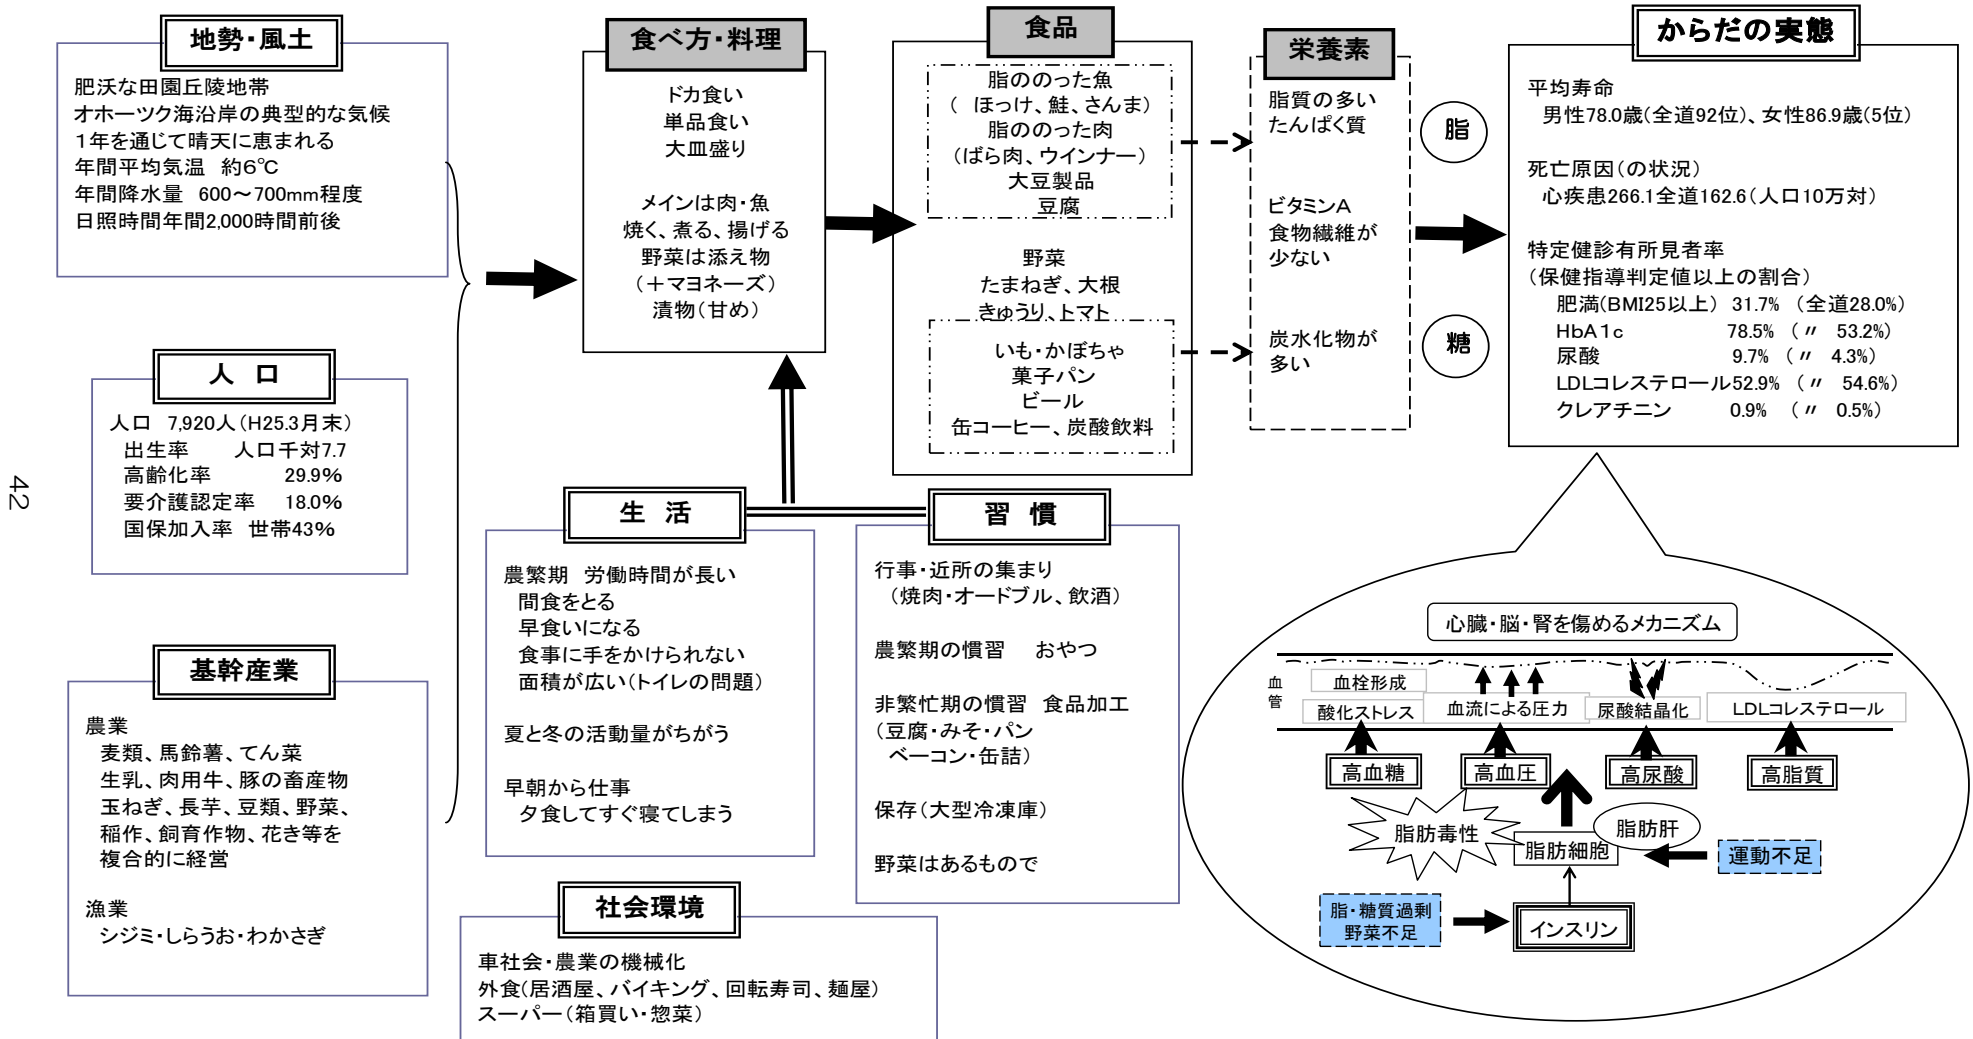 地勢・風土
肥沃な田園丘陵地帯
オホーツク海沿岸の典型的な気候
1年を通じて晴天に恵まれる
年間平均気温　約6℃
年間降水量　600～700mm程度
日照時間年間2,000時間前後
人　口
人口　7,920人（H25.3月末）
出生率　　人口千対7.7
高齢化率　　29.9%
要介護認定率　18.0%
国保加入率　世帯43%
基幹産業
農業
麦類、馬鈴薯、てん菜
生乳、肉用牛、豚の畜産物
玉ねぎ、長芋、豆類、野菜、
稲作、飼育作物、花き等を
複合的に経営
漁業
シジミ・しらうお・わかさぎ
食べ方・料理
ドカ食い
単品食い
大皿盛り
メインは肉・魚
焼く、煮る、揚げる
野菜は添え物
（＋マヨネーズ）
漬物（甘め）
生　活
農繁期　労働時間が長い
間食をとる
早食いになる
食事に手をかけられない
面積が広い（トイレの問題）
夏と冬の活動量がちがう
早朝から仕事
夕食してすぐ寝てしまう
習　慣
行事・近所の集まり
（焼肉・オードブル、飲酒）
農繁期の慣習　おやつ
非繁忙期の慣習　食品加工
（豆腐・みそ・パン
ベーコン・缶詰）
保存（大型冷凍庫）
野菜はあるもので
社会環境
車社会・農業の機械化
外食（居酒屋、バイキング、回転寿司、麺屋）
スーパー（箱買い・惣菜）
食品
脂ののった魚
（　ほっけ、鮭、さんま）
脂ののった肉
（ばら肉、ウインナー）
大豆製品
豆腐
野菜
たまねぎ、大根
きゅうり、トマト
いも・かぼちゃ
菓子パン
ビール
缶コーヒー、炭酸飲料
栄養素
脂質の多い
たんぱく質
ビタミンA
食物繊維が
少ない
炭水化物が
多い
脂
糖
からだの実態
平均寿命
男性78.0歳（全道92位）、女性86.9歳（5位）
死亡原因（の状況）
心疾患266.1全道162.6（人口10万対）
特定健診有所見者率
（保健指導判定値以上の割合）
肥満（BMI25以上）　31.7%　（全道28.0%）
HbA1c　　78.5%　（〃　53.2%）
尿酸　　9.7%　（〃　4.3%）
LDLコレステロール52.9%　（〃　54.6%）
クレアチニン　　0.9%　（〃　0.5%）
心臓・脳・腎を傷めるメカニズム
血管
血栓形成
酸化ストレス
血流による圧力
尿酸結晶化
LDLコレステロール
高血糖
高血圧
高尿酸
高脂質
脂肪毒性
脂肪細胞
脂肪肝
運動不足
脂・糖質過剰
野菜不足
インスリン
42